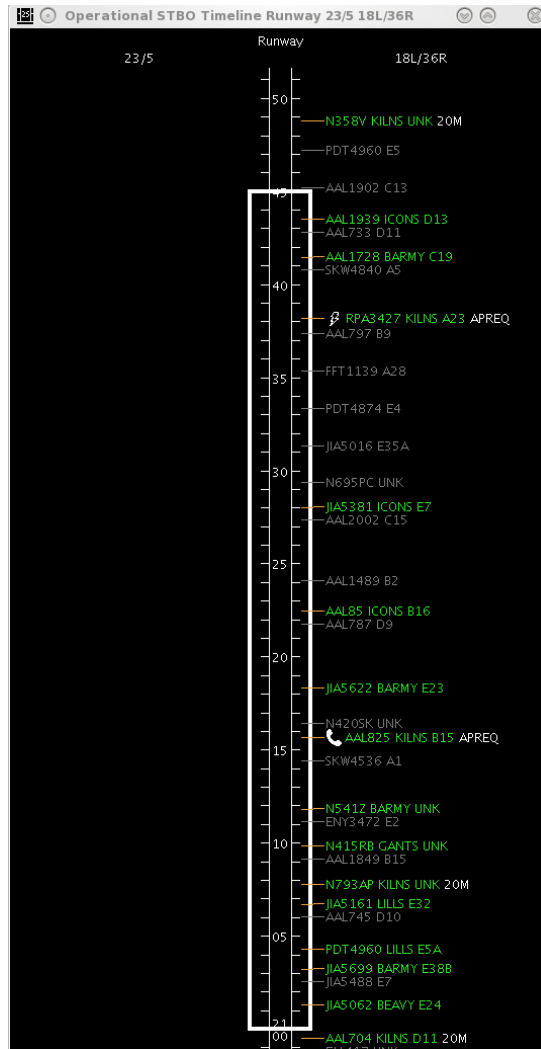 Operational STBO Timeline Runway 23/5 18L/36R
Runway
23/5
18L/36R
50
N358V KILNS UNK 20M
PDT4960 E5
AAL1902 C13
45
AAL1939 ICONS D13
AAL733 D11
AAL1728 BARMY C19
SKW4840 A5
40
RPA3427 KILNS A23 APREQ
AAL797 B9
FFT1139 A28
35
PDT4874 E4
JIA5016 E35A
30
N695PC UNK
JIA5381 ICONS E7
AAL2002 C15
25
AAL1489 B2
AAL85 ICONS B16
AAL787 D9
20
JIA5622 BARMY E23
N420SK UNK
AAL825 KILNS B15 APREQ
15
SKW4536 A1
N541Z BARMY UNK
ENY3472 E2
10
N415RB GANTS UNK
AAL1849 B15
N793AP KILNS UNK 20M
JIA5161 LILLS E32
AAL745 D10
05
PDT4960 LILLS E5A
JIA5699 BARMY E38B
JIA5488 E7
JIA5062 BEAVY E24
21
00
AAL704 KILNS D11 20M